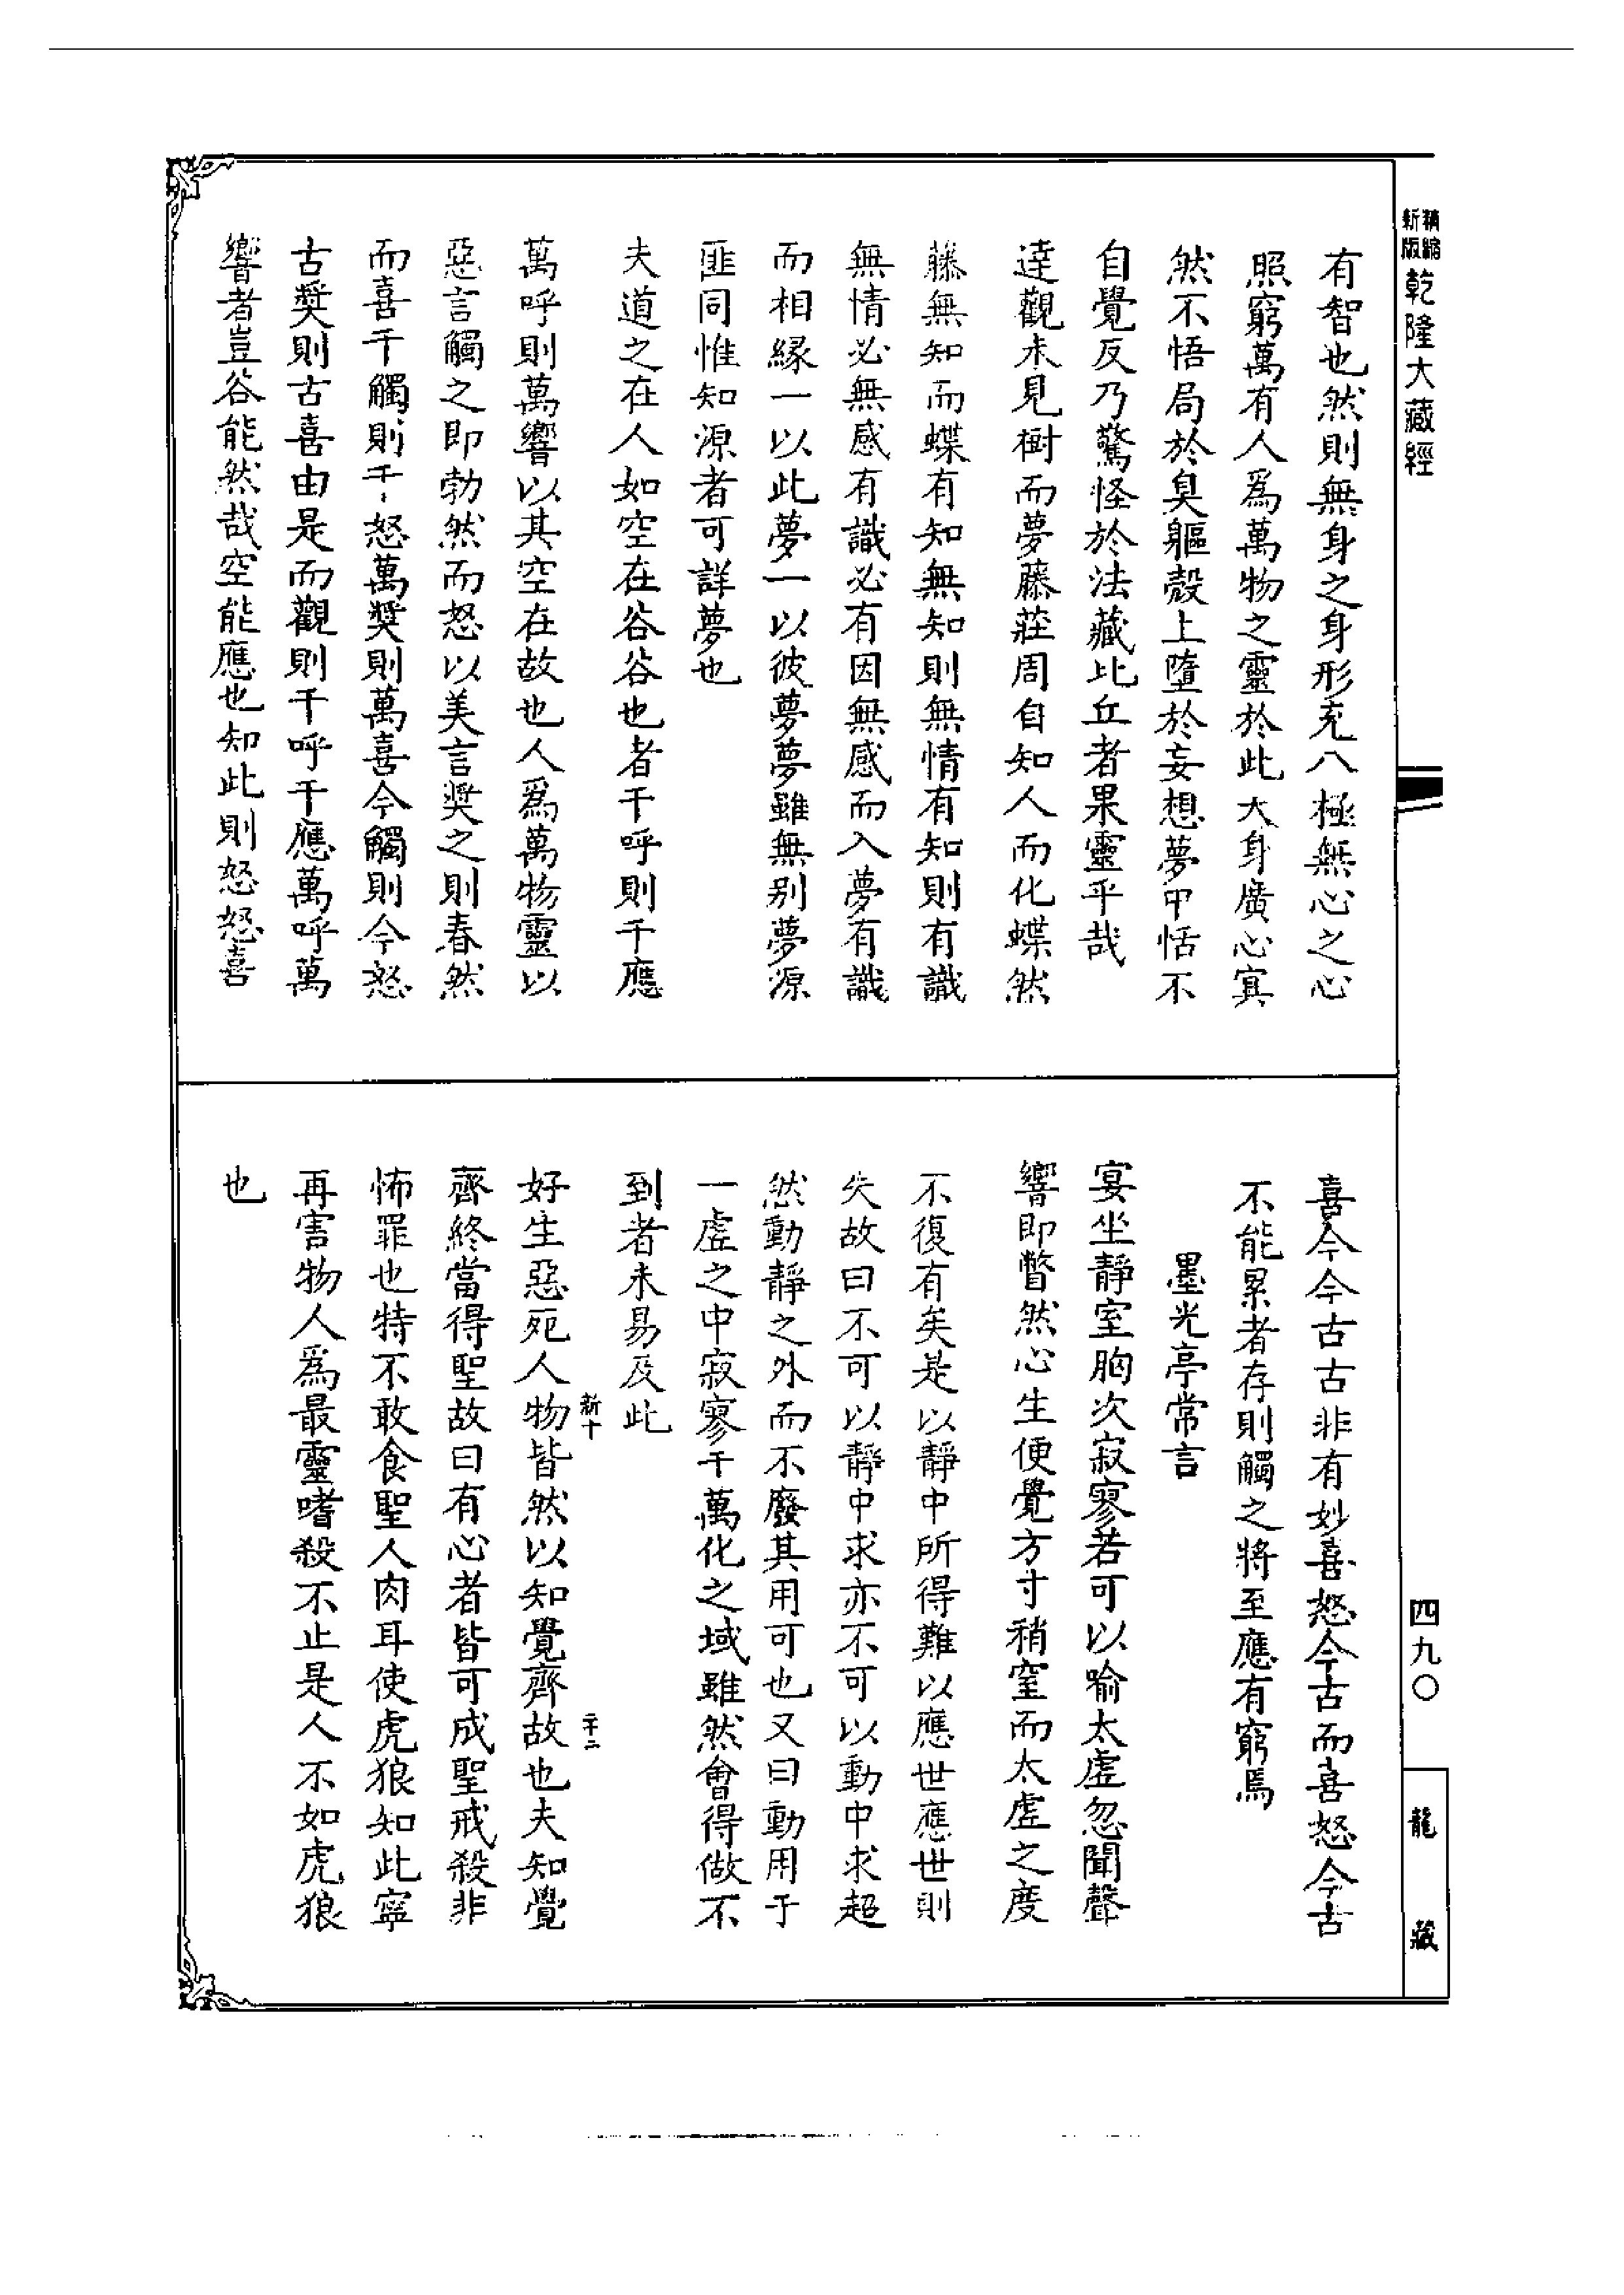 精縮新版乾隆大藏經
有智也然則無身之身形充八極無心之心
照窮萬有人爲萬物之靈於此大身廣心寘
然不悟局於臭軀殼上墮於妄想夢中恬不
自覺反乃驚怪於法藏比丘者果靈乎哉
達觀未見樹而夢藤莊周自知人而化蝶然
藤無知而蝶有知無知則無情有知則有識
無情必無感有識必有因無感而入夢有識
而相緣一以此夢一以彼夢夢雖無別夢源
匪同惟知源者可詳夢也
夫道之在人如空在谷谷也者千呼則千應
萬呼則萬響以其空在故也人爲萬物靈以
惡言觸之即勃然而怒以美言奬之則春然
而喜千觸則千怒萬奬則萬喜今觸則今怒
古奬則古喜由是而觀則千呼千應萬呼萬
響者豈谷能然哉空能應也知此則怒怒喜
喜今今古古非有妙喜怒今古而喜怒今古
不能累者存則觸之將至應有窮焉
墨光亭常言
宴坐靜室胸次寂寥若可以喻太虛忽聞聲
響即瞥然心生便覺方寸稍窒而太虛之度
不復有矣是以靜中所得難以應世應世則
失故曰不可以靜中求亦不可以動中求超
然動靜之外而不廢其用可也又曰動用于
一虛之中寂寥千萬化之域雖然會得做不
到者未易及此
新十
二十二
好生惡死人物皆然以知覺齊故也夫知覺
齊終當得聖故曰有心者皆可成聖戒殺非
怖罪也特不敢食聖人肉耳使虎狼知此寧
再害物人爲最靈嗜殺不止是人不如虎狼
也
四九〇
龍藏